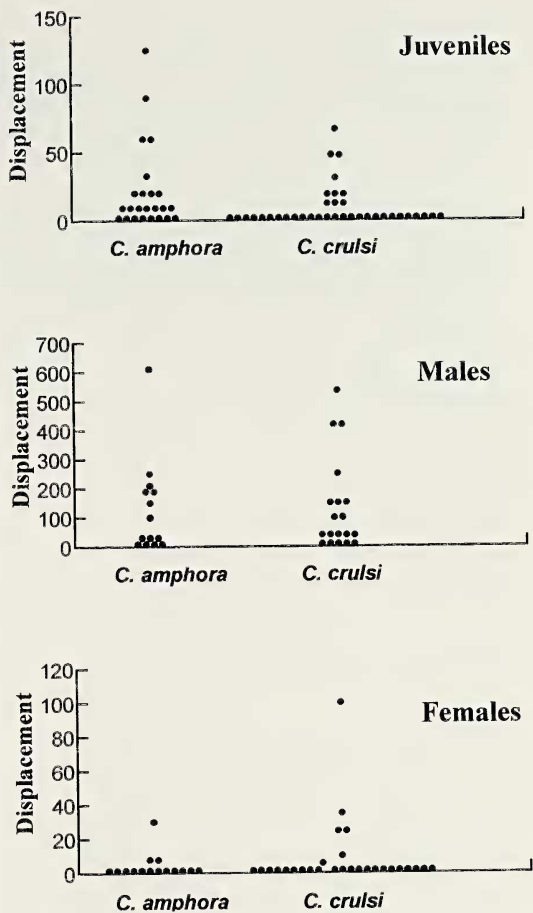 Juveniles
Displacement
150
100
50
0
C. amphora C. crulsi
Males
Displacement
700
600
500
400
300
200
100
0
C. amphora C. crulsi
Females
Displacement
120
100
80
60
40
20
0
C. amphora C. crulsi